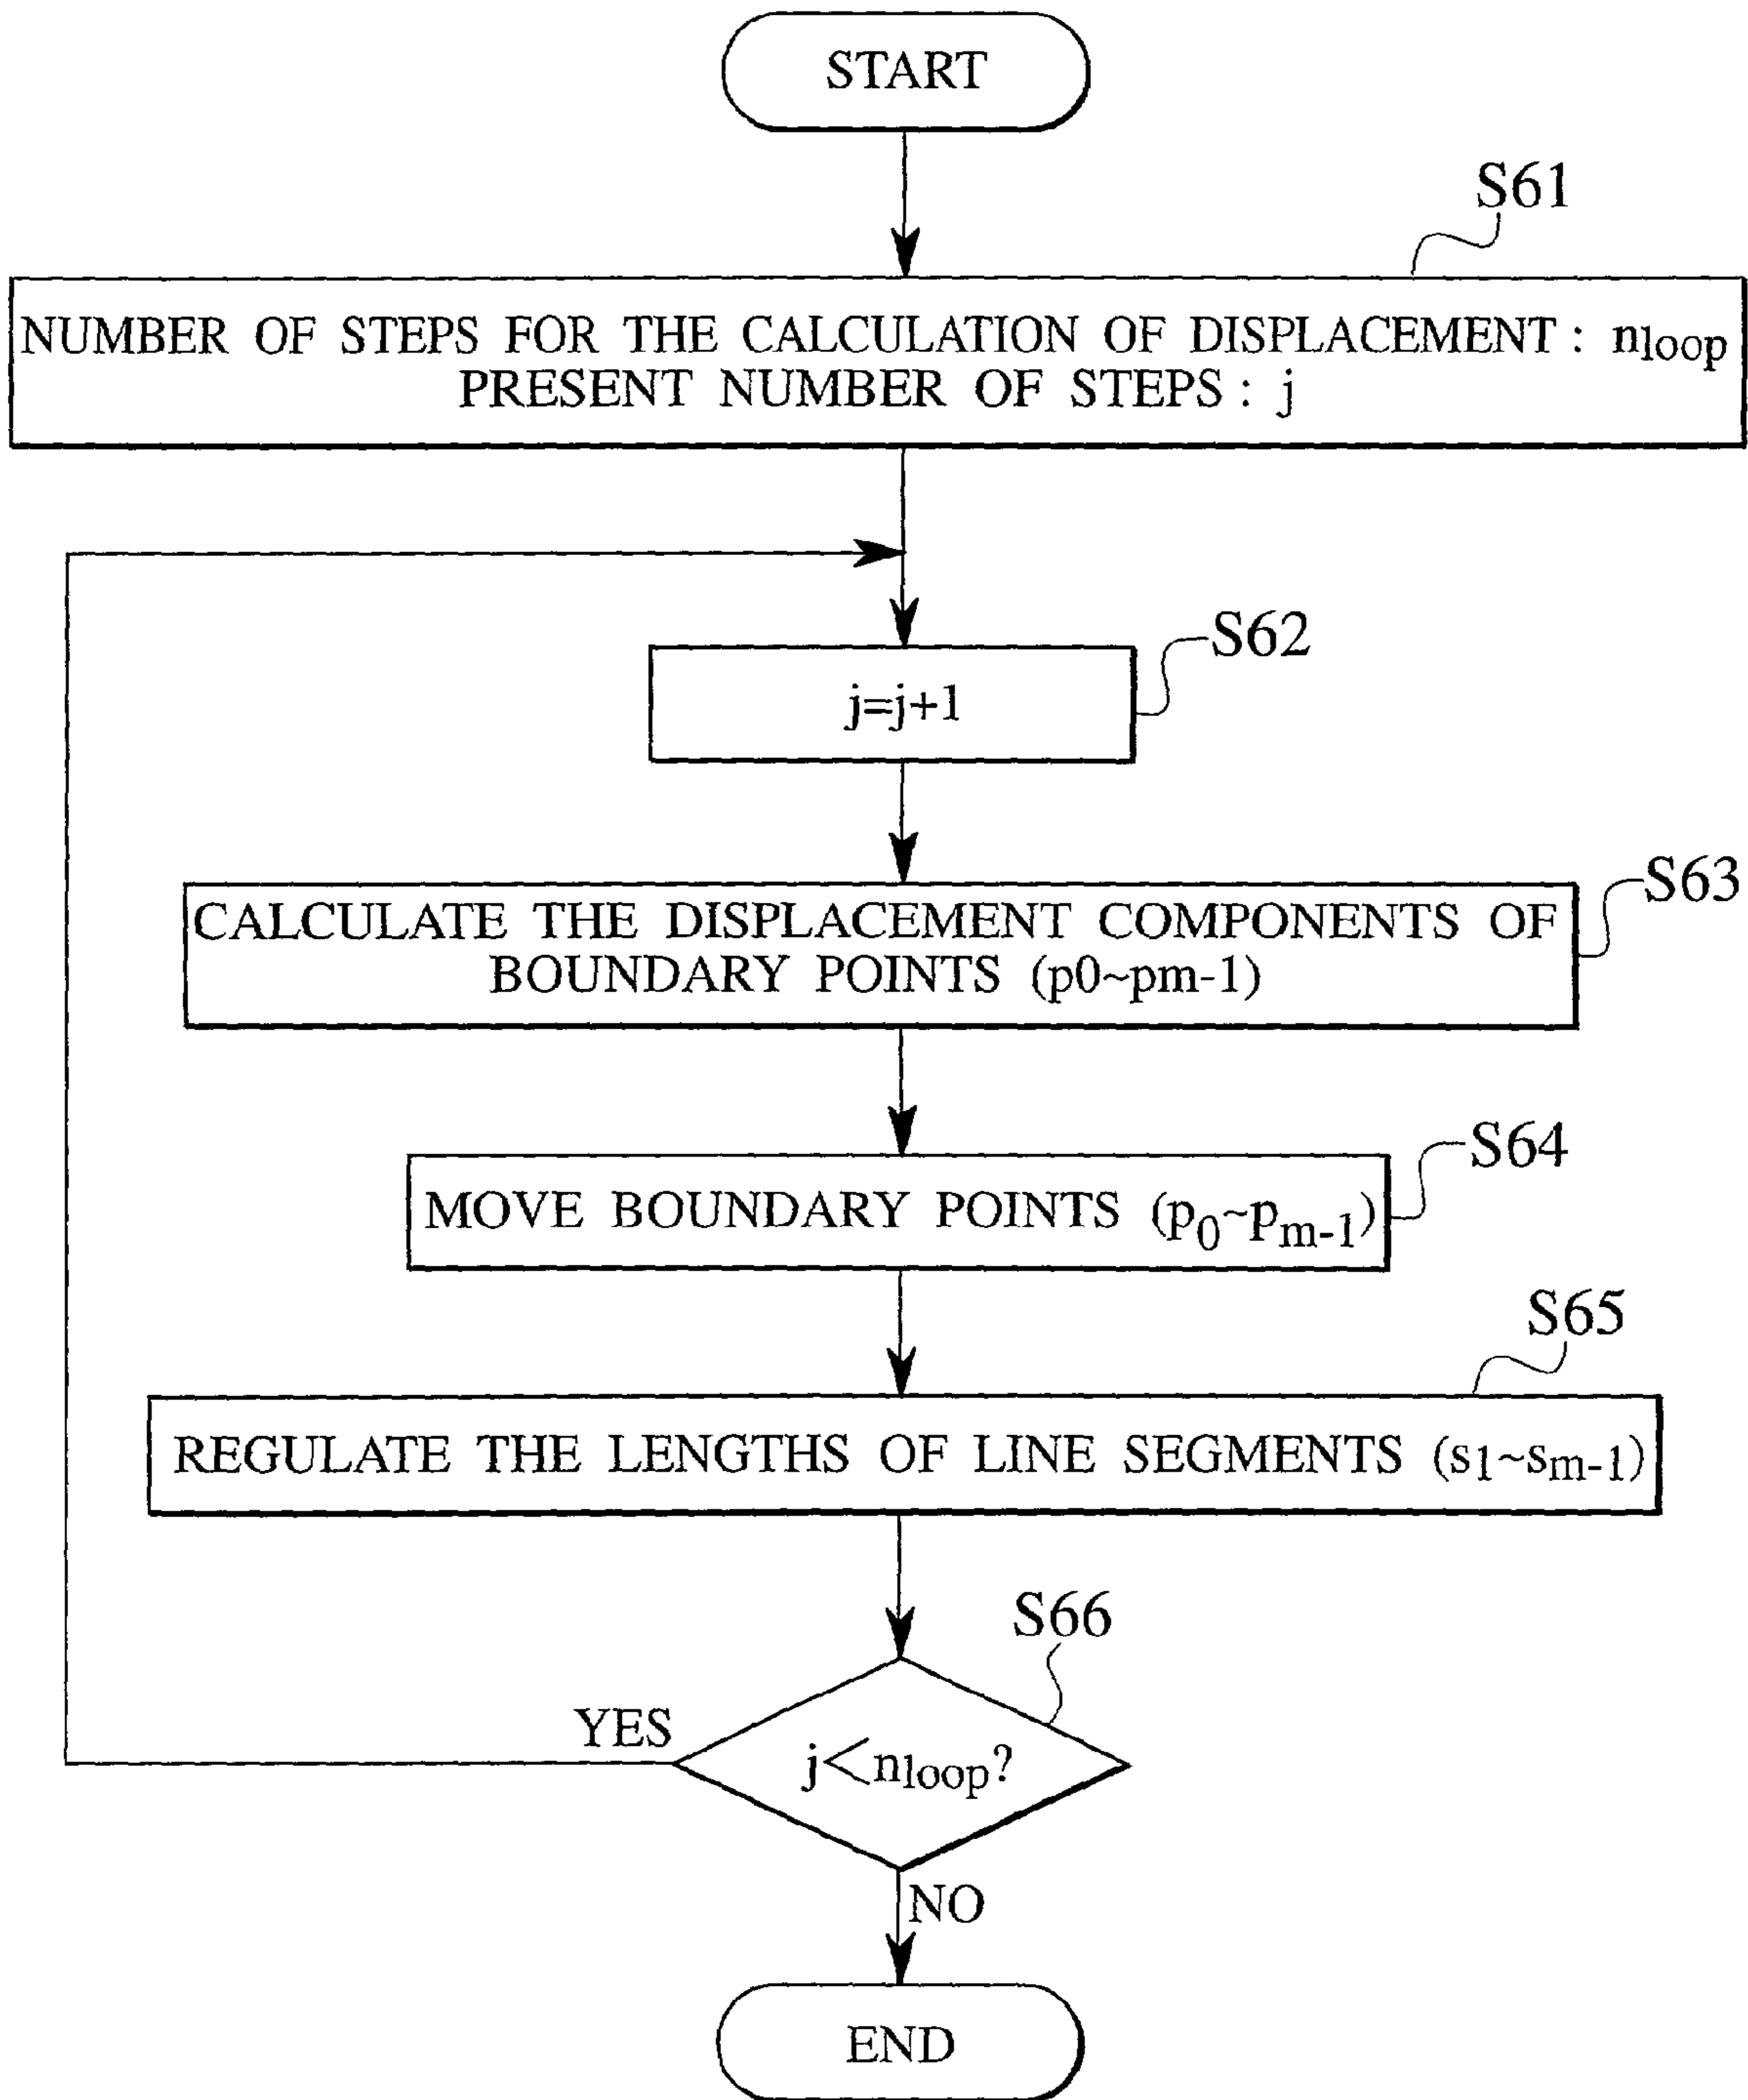 START
S61
NUMBER OF STEPS FOR THE CALCULATION OF DISPLACEMENT : nloop
PRESENT NUMBER OF STEPS : j
S62
j=j+1
S63
CALCULATE THE DISPLACEMENT COMPONENTS OF
BOUNDARY POINTS (p0~pm-1)
S64
MOVE BOUNDARY POINTS (p0~pm-1)
S65
REGULATE THE LENGTHS OF LINE SEGMENTS (s1~sm-1)
S66
YES
j<nloop?
NO
END